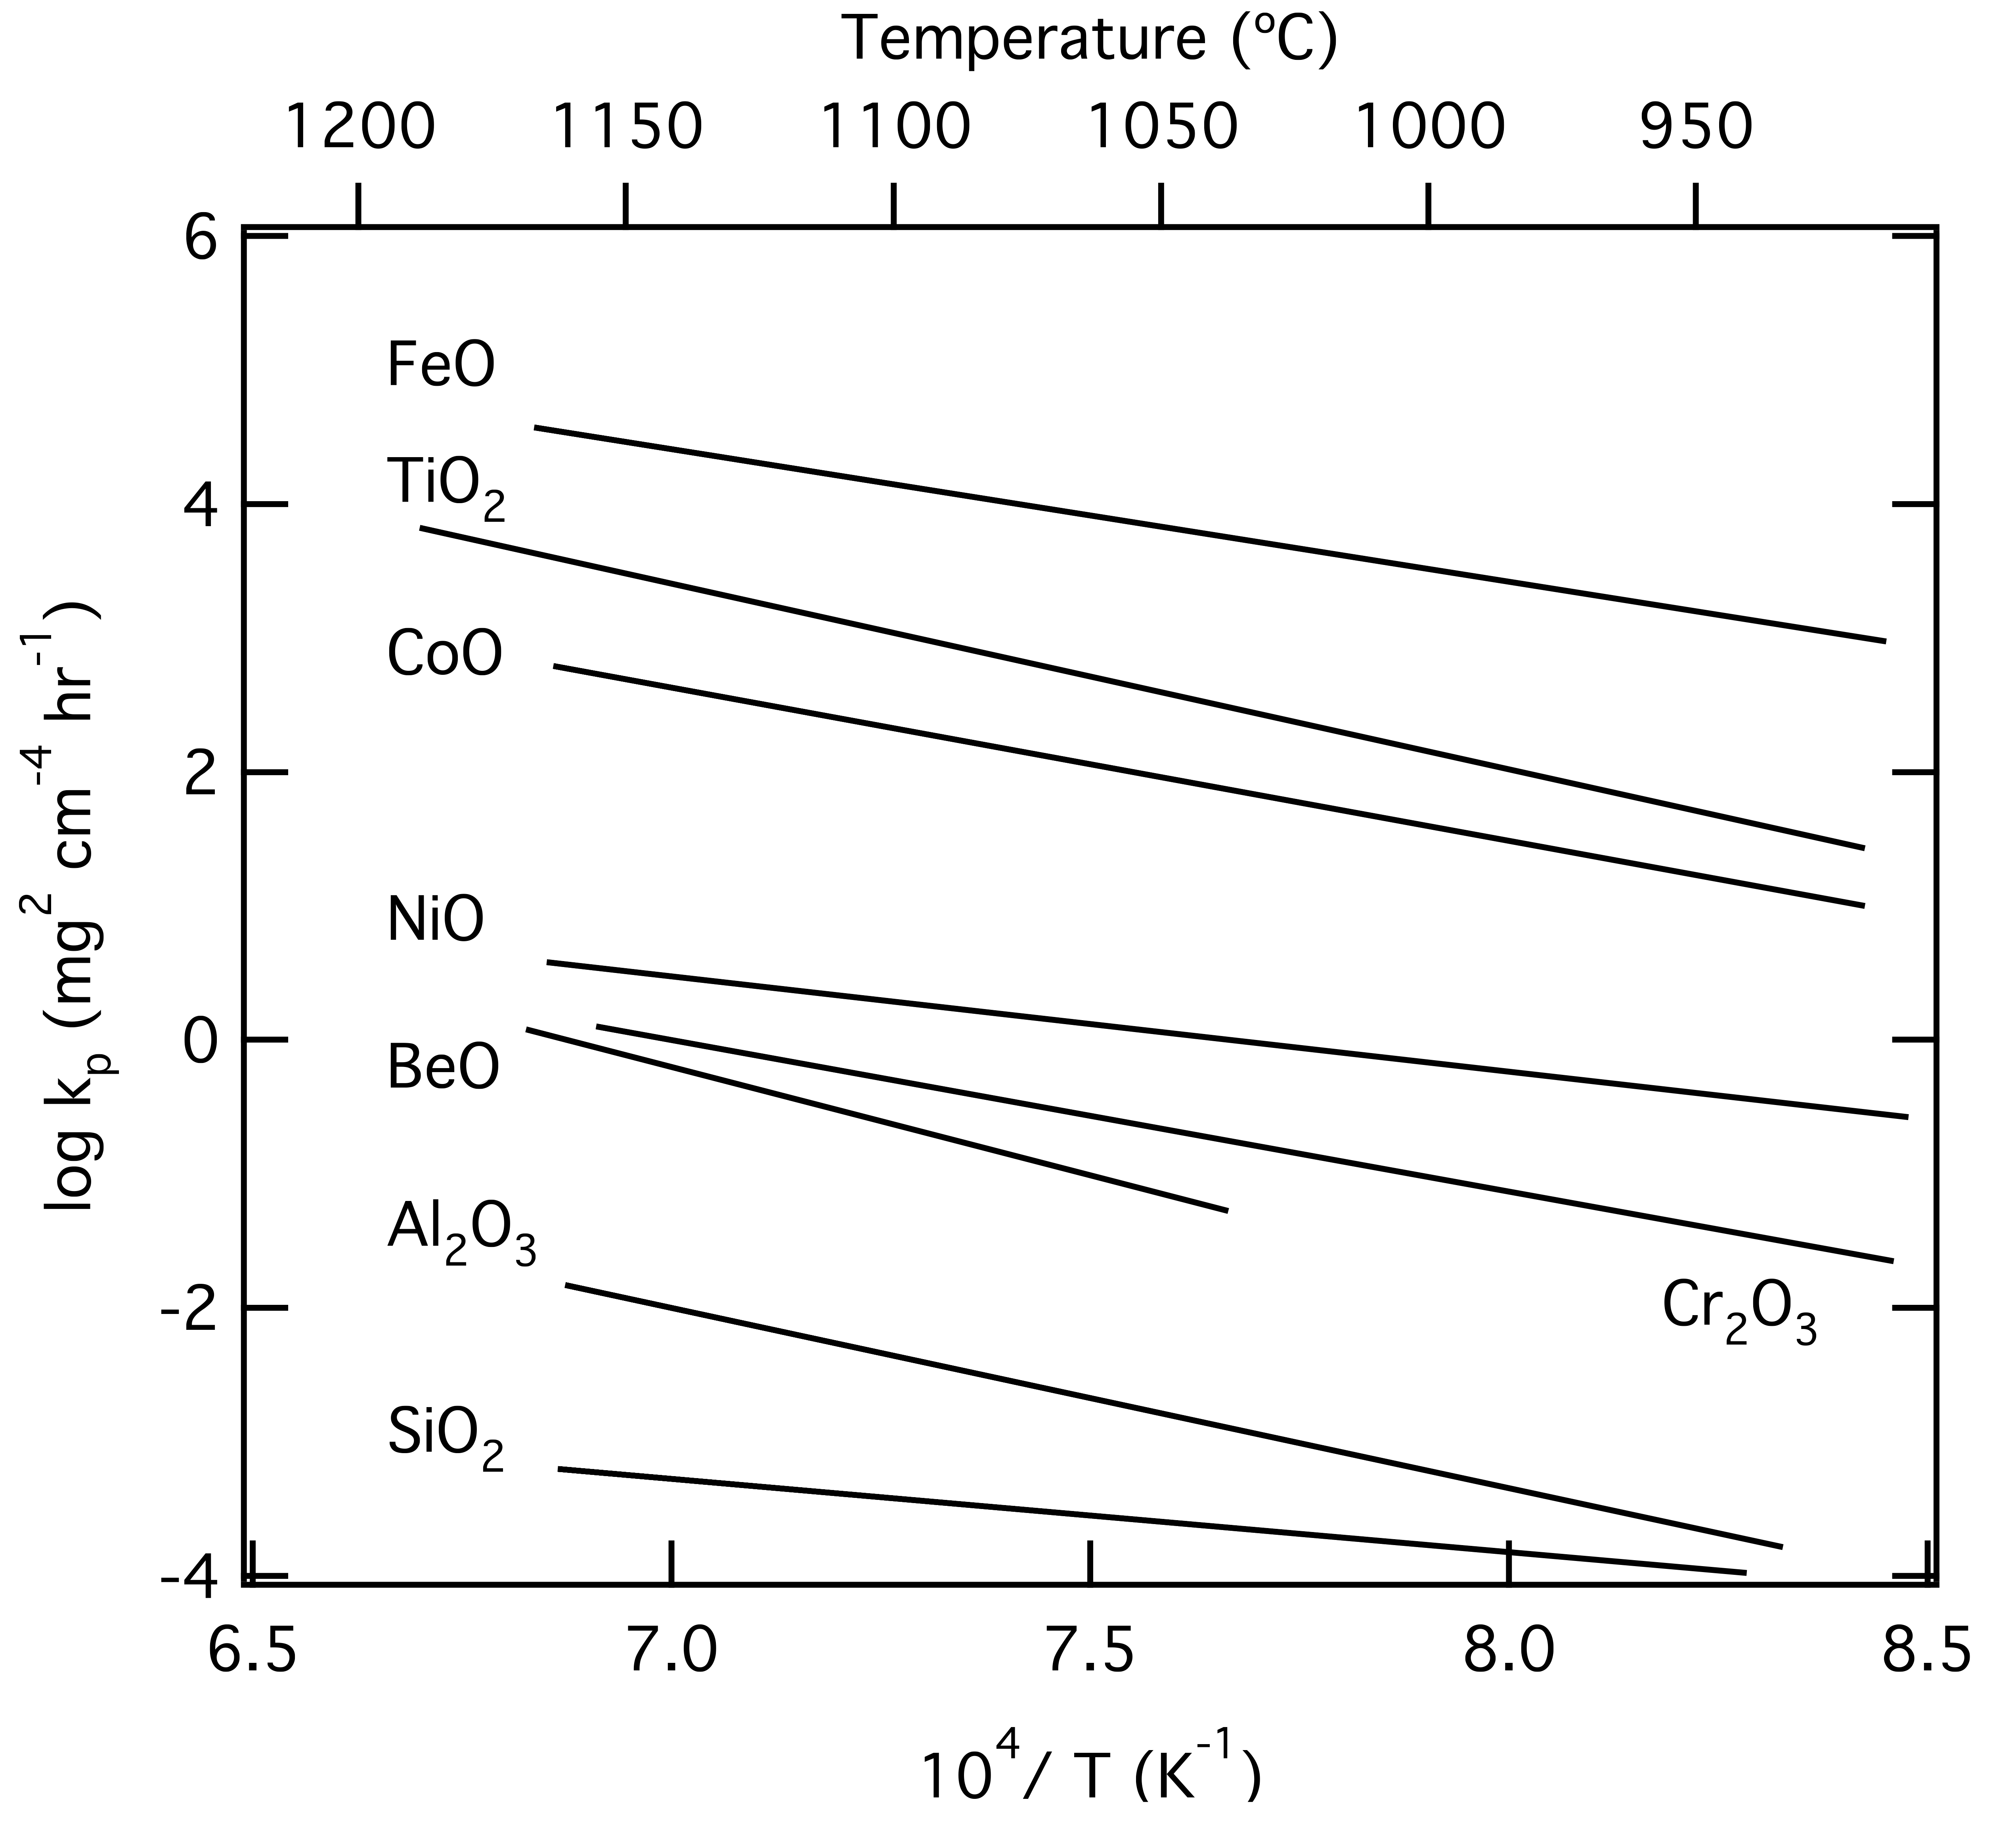 Temperature (ºC)
1200 1150 1100 1050 1000 950
6
FeO
TiO₂
4
CoO
2
NiO
0
BeO
Al₂O₃
-2
Cr₂O₃
SiO₂
-4
log kₚ (mg² cm⁻⁴ hr⁻¹)
6.5 7.0 7.5 8.0 8.5
10⁴/ T (K⁻¹)